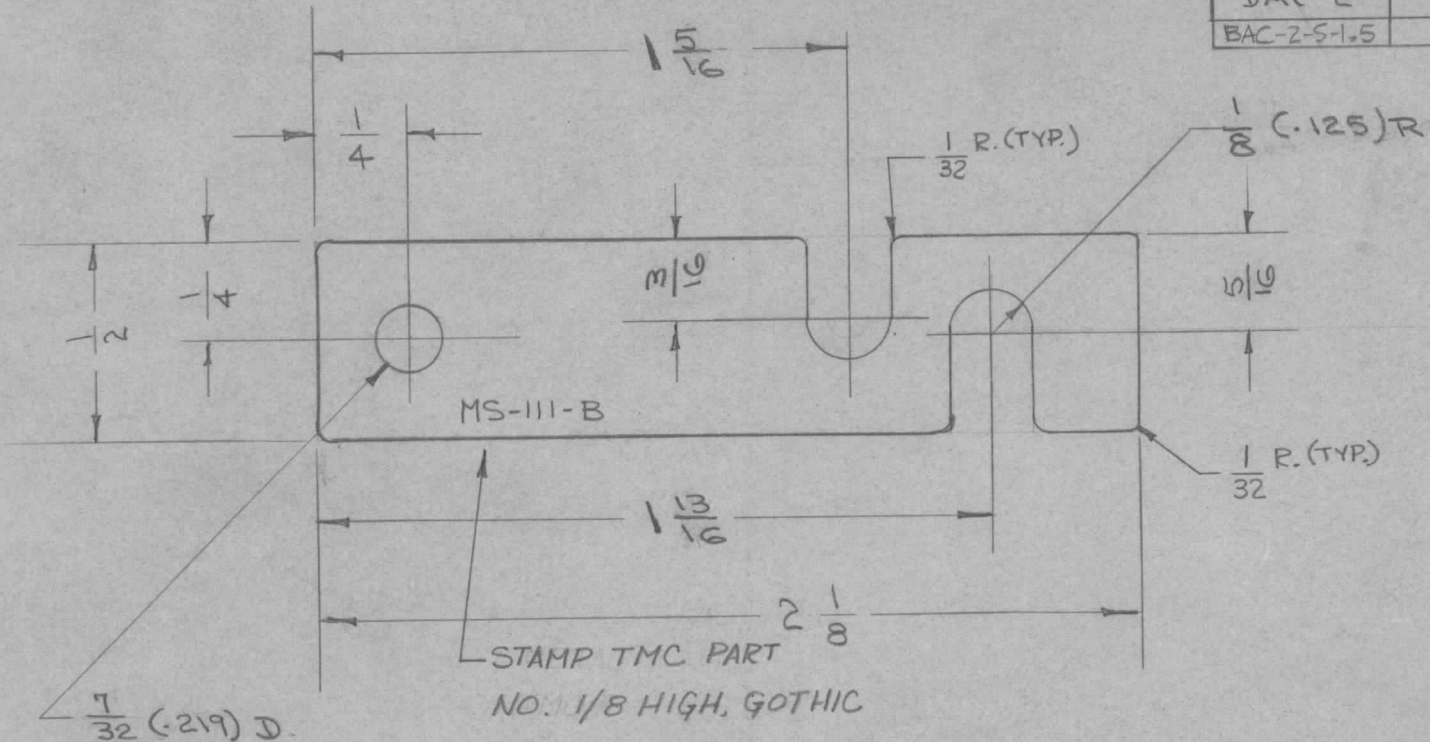 BAC-2-S-1.5
1 5/16
1/4
1/32 R. (TYP.)
1/8 (.125) R
1/2
1/4
3/16
5/16
MS-111-B
1/32 R. (TYP.)
1 13/16
2 1/8
STAMP TMC PART
NO. 1/8 HIGH, GOTHIC
7/32 (.219) D.